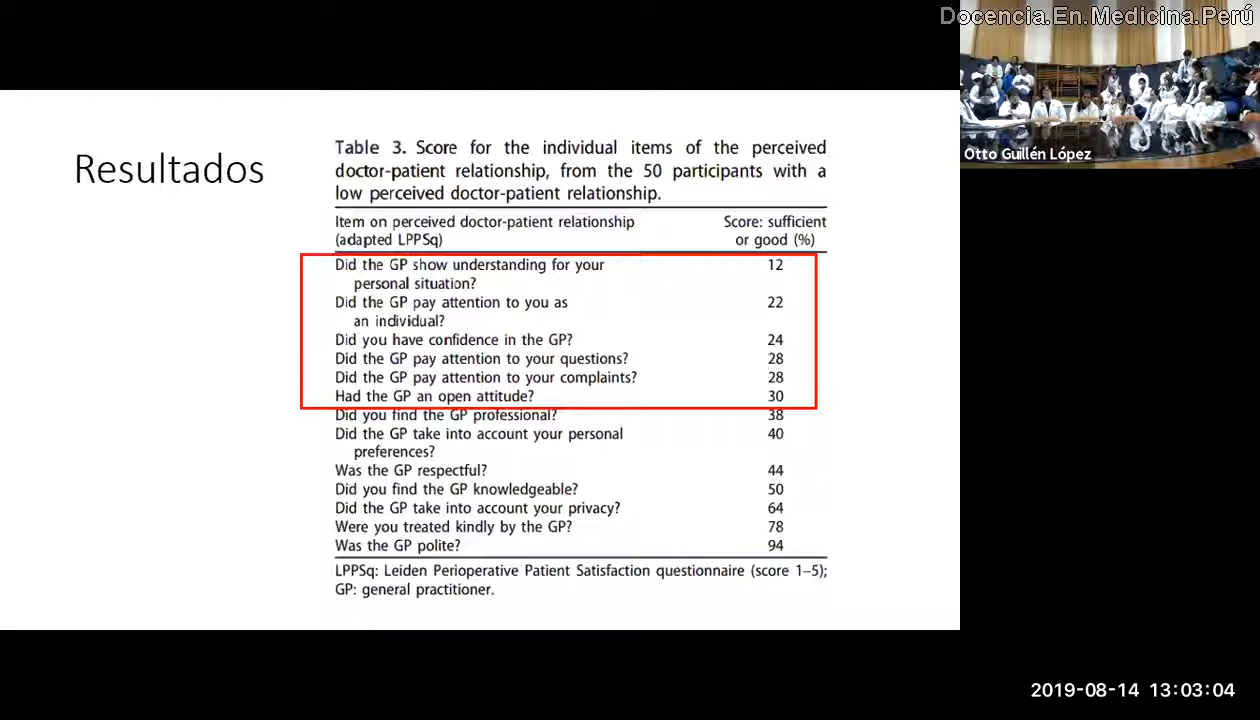 Docencia.En.Medicina.Perú
Otto Guillén López
Resultados
Table 3. Score for the individual items of the perceived
doctor-patient relationship, from the 50 participants with a
low perceived doctor-patient relationship.
Item on perceived doctor-patient relationship Score: sufficient
(adapted LPPSq) or good (%)
Did the GP show understanding for your 12
personal situation?
Did the GP pay attention to you as 22
an individual?
Did you have confidence in the GP? 24
Did the GP pay attention to your questions? 28
Did the GP pay attention to your complaints? 28
Had the GP an open attitude? 30
Did you find the GP professional? 38
Did the GP take into account your personal 40
preferences?
Was the GP respectful? 44
Did you find the GP knowledgeable? 50
Did the GP take into account your privacy? 64
Were you treated kindly by the GP? 78
Was the GP polite? 94
LPPSq: Leiden Perioperative Patient Satisfaction questionnaire (score 1–5);
GP: general practitioner.
2019-08-14 13:03:04